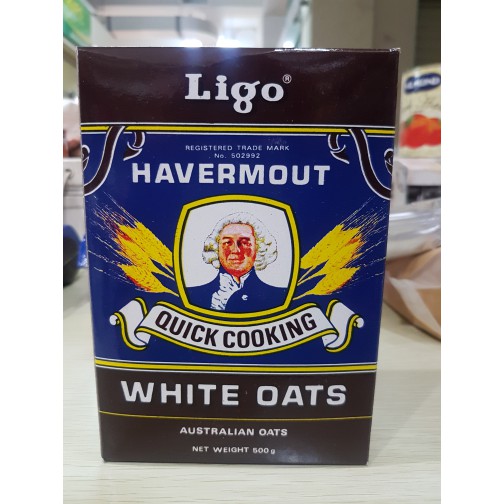 Ligo®
REGISTERED TRADE MARK
No. 502992
HAVERMOUT
QUICK COOKING
WHITE OATS
AUSTRALIAN OATS
NET WEIGHT 500g